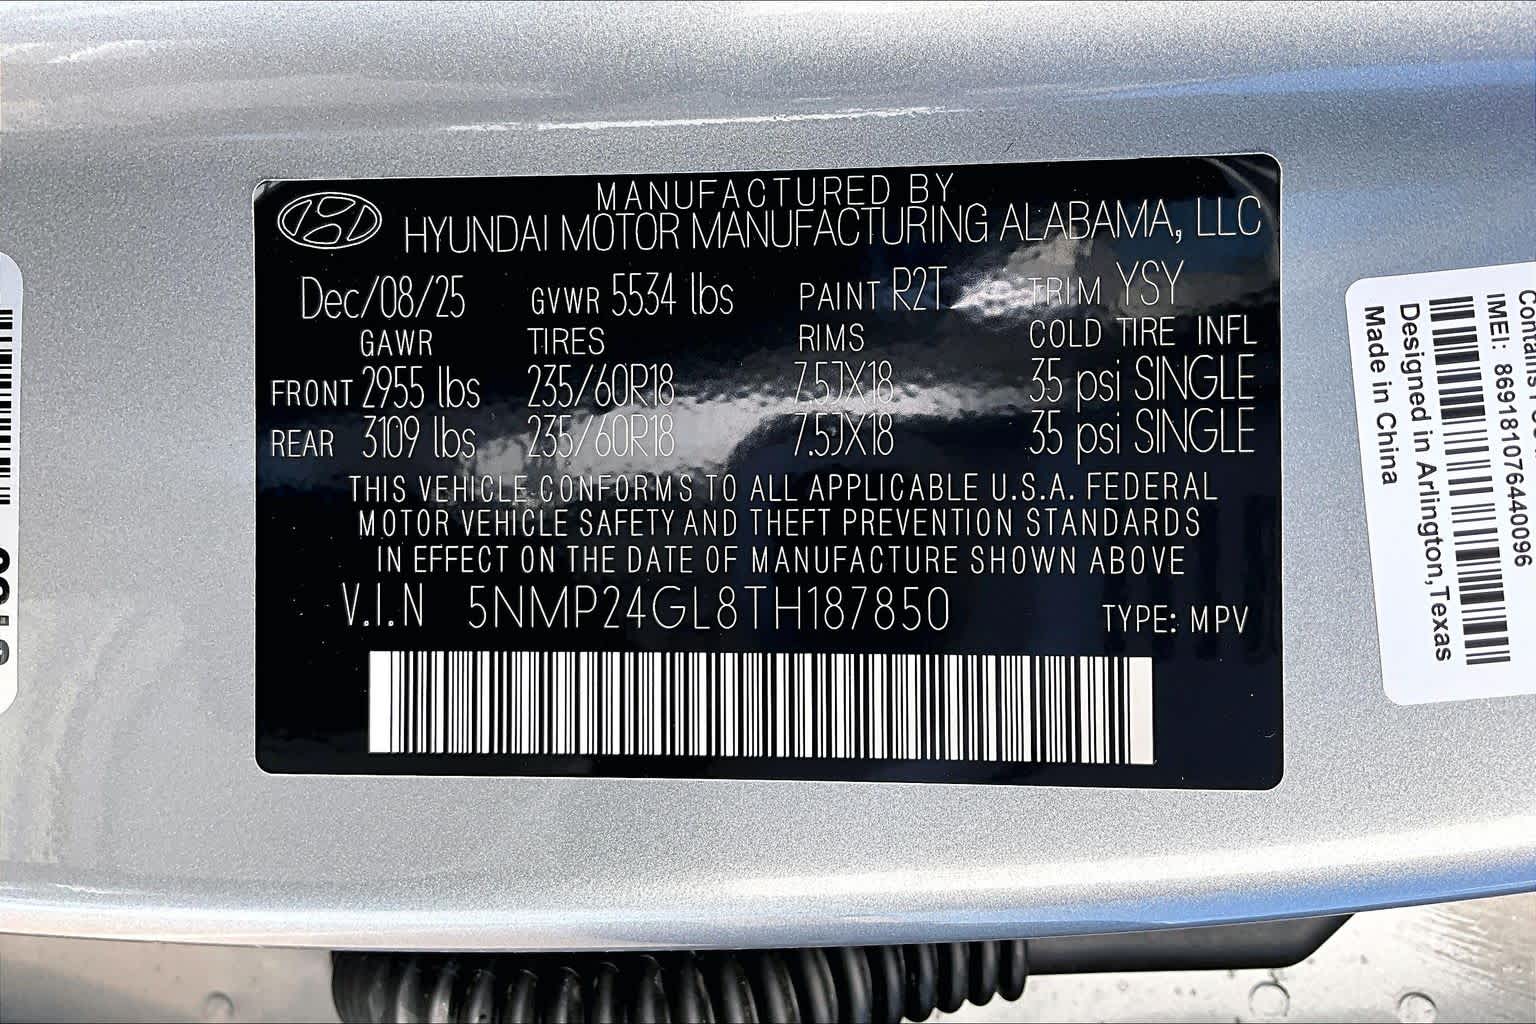 MANUFACTURED BY
HYUNDAI MOTOR MANUFACTURING ALABAMA, LLC
Dec/08/25 GVWR 5534 lbs PAINT R2T TRIM YSY
GAWR TIRES RIMS COLD TIRE INFL
FRONT 2955 lbs 235/60R18 7.5JX18 35 psi SINGLE
REAR 3109 lbs 235/60R18 7.5JX18 35 psi SINGLE
THIS VEHICLE CONFORMS TO ALL APPLICABLE U.S.A. FEDERAL
MOTOR VEHICLE SAFETY AND THEFT PREVENTION STANDARDS
IN EFFECT ON THE DATE OF MANUFACTURE SHOWN ABOVE
V.I.N 5NMP24GL8TH187850 TYPE: MPV
IMEI: 869181076440096
Designed in Arlington,Texas
Made in China